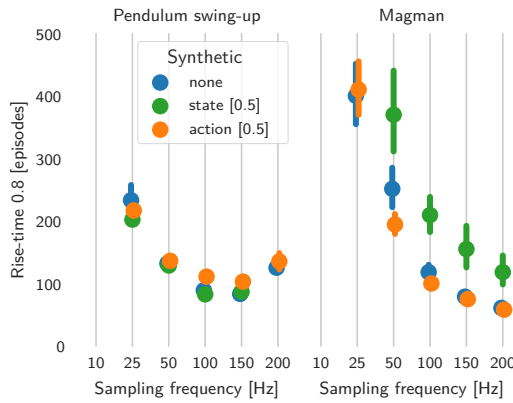 Pendulum swing-up
Magman
500
400
300
200
100
0
Rise-time 0.8 [episodes]
Synthetic
none
state [0.5]
action [0.5]
10 25 50 100 150 200
10 25 50 100 150 200
Sampling frequency [Hz]
Sampling frequency [Hz]